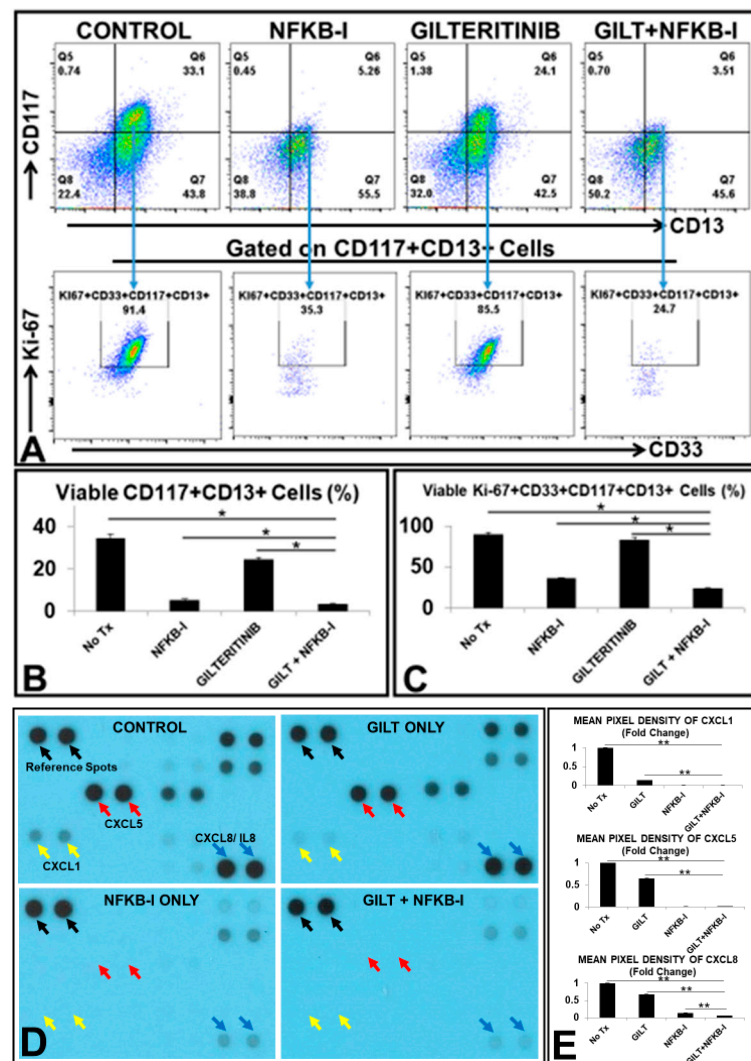 CONTROL NFKB-I GILTERITINIB GILT+NFKB-I
Q5 0.74 Q6 33.1 Q5 0.45 Q6 5.26 Q5 1.38 Q6 24.1 Q5 0.70 Q6 3.51
CD117
Q8 22.4 Q7 43.8 Q8 38.8 Q7 55.5 Q8 32.0 Q7 42.5 Q8 50.2 Q7 45.6
CD13
Gated on CD117+CD13+ Cells
KI67+CD33+CD117+CD13+ KI67+CD33+CD117+CD13+ KI67+CD33+CD117+CD13+ KI67+CD33+CD117+CD13+
91.4 35.3 85.5 24.7
Ki-67
A
CD33
Viable CD117+CD13+ Cells (%)
* * *
40
20
0
No Tx NFKB-I GILTERITINIB GILT + NFKB-I
B
Viable Ki-67+CD33+CD117+CD13+ Cells (%)
* * *
100
50
0
No Tx NFKB-I GILTERITINIB GILT + NFKB-I
C
CONTROL
Reference Spots
CXCL5
CXCL8/ IL8
CXCL1
GILT ONLY
NFKB-I ONLY
GILT + NFKB-I
D
MEAN PIXEL DENSITY OF CXCL1
(Fold Change)
** **
1
0.5
0
No Tx GILT NFKB-I GILT+NFKB-I
MEAN PIXEL DENSITY OF CXCL5
(Fold Change)
** **
1
0.5
0
No Tx GILT NFKB-I GILT+NFKB-I
MEAN PIXEL DENSITY OF CXCL8
(Fold Change)
** ** **
1
0.5
0
No Tx GILT NFKB-I GILT+NFKB-I
E